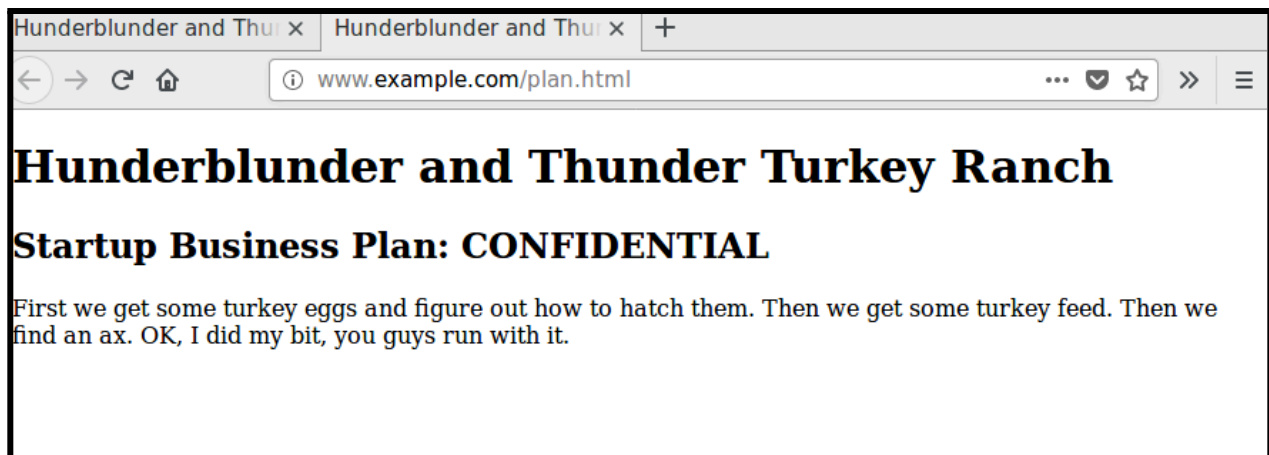 Hunderblunder and Thu Hunderblunder and Thu
www.example.com/plan.html
Hunderblunder and Thunder Turkey Ranch
Startup Business Plan: CONFIDENTIAL
First we get some turkey eggs and figure out how to hatch them. Then we get some turkey feed. Then we
find an ax. OK, I did my bit, you guys run with it.